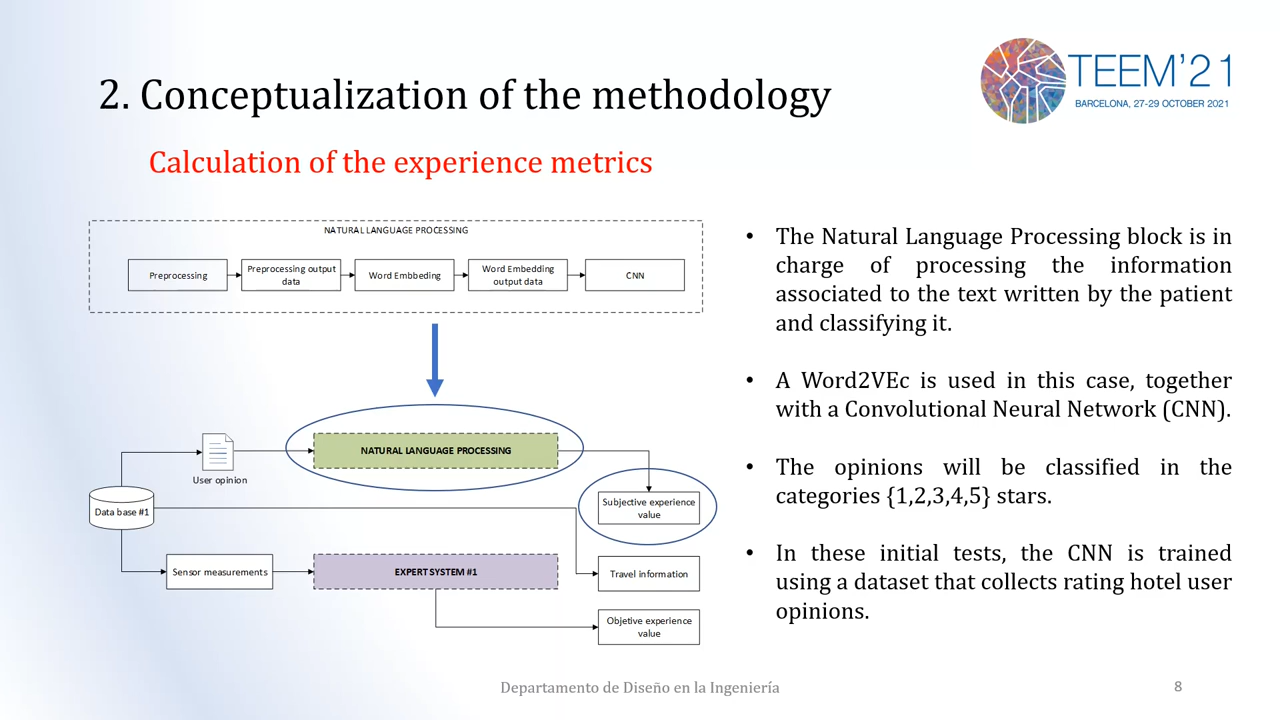 2. Conceptualization of the methodology
TEEM’21
BARCELONA, 27-29 OCTOBER 2021
Calculation of the experience metrics
NATURAL LANGUAGE PROCESSING
Preprocessing
Preprocessing output
data
Word Embbeding
Word Embedding
output data
CNN
User opinion
NATURAL LANGUAGE PROCESSING
Subjective experience
value
Data base #1
Sensor measurements
EXPERT SYSTEM #1
Travel information
Objetive experience
value
• The Natural Language Processing block is in
charge of processing the information
associated to the text written by the patient
and classifying it.
• A Word2VEc is used in this case, together
with a Convolutional Neural Network (CNN).
• The opinions will be classified in the
categories {1,2,3,4,5} stars.
• In these initial tests, the CNN is trained
using a dataset that collects rating hotel user
opinions.
Departamento de Diseño en la Ingeniería
8